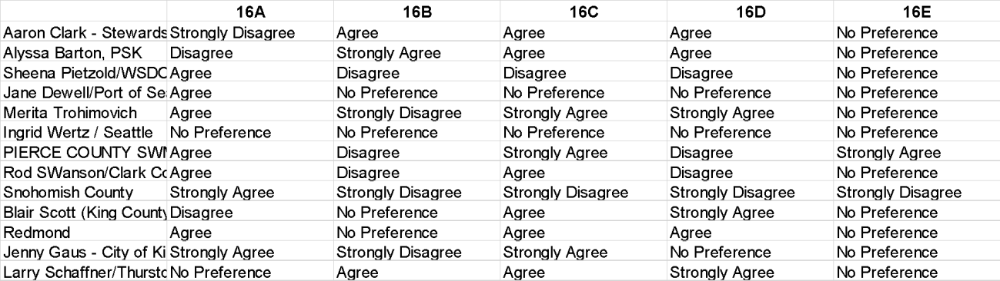 16A 16B 16C 16D 16E
Aaron Clark - Stewards Strongly Disagree Agree Agree Agree No Preference
Alyssa Barton, PSK Disagree Strongly Agree Agree Agree No Preference
Sheena Pietzold/WSDO Agree Disagree Disagree Disagree No Preference
Jane Dewell/Port of Se Agree No Preference No Preference No Preference No Preference
Merita Trohimovich Agree Strongly Disagree Strongly Agree Strongly Agree No Preference
Ingrid Wertz / Seattle No Preference No Preference No Preference No Preference No Preference
PIERCE COUNTY SWM Agree Disagree Strongly Agree Disagree Strongly Agree
Rod SWanson/Clark Co Agree Disagree Agree Disagree No Preference
Snohomish County Strongly Agree Strongly Disagree Strongly Disagree Strongly Disagree Strongly Disagree
Blair Scott (King County Disagree No Preference Agree Strongly Agree No Preference
Redmond Agree No Preference Agree Agree No Preference
Jenny Gaus - City of Ki Strongly Agree Strongly Disagree Strongly Agree No Preference No Preference
Larry Schaffner/Thursto No Preference Agree Agree Strongly Agree No Preference